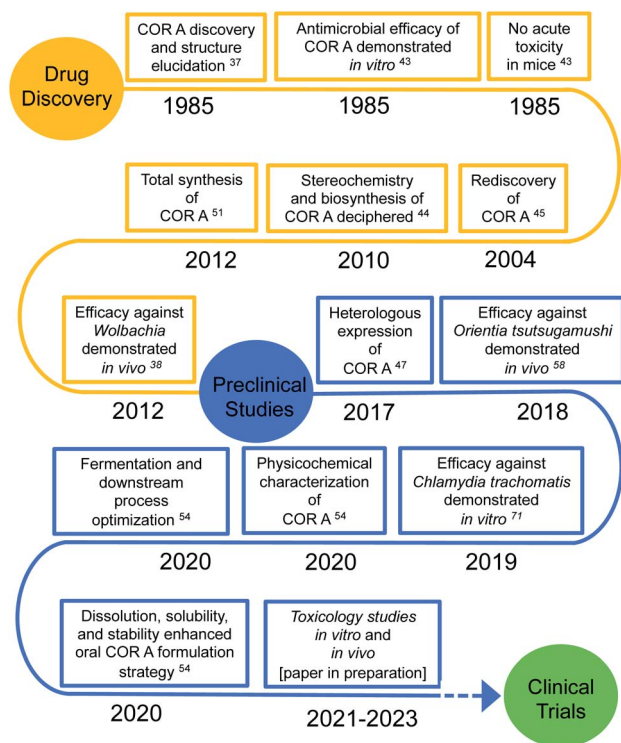 Drug
Discovery
COR A discovery
and structure
elucidation 37
1985
Antimicrobial efficacy of
COR A demonstrated
in vitro 43
1985
No acute
toxicity
in mice 43
1985
Total synthesis
of
COR A 51
2012
Stereochemistry
and biosynthesis of
COR A deciphered 44
2010
Rediscovery
of
COR A 45
2004
Efficacy against
Wolbachia
demonstrated
in vivo 38
2012
Preclinical
Studies
Heterologous
expression
of
COR A 47
2017
Efficacy against
Orientia tsutsugamushi
demonstrated
in vivo 58
2018
Fermentation and
downstream
process
optimization 54
2020
Physicochemical
characterization
of
COR A 54
2020
Efficacy against
Chlamydia trachomatis
demonstrated
in vitro 71
2019
Dissolution, solubility,
and stability enhanced
oral COR A formulation
strategy 54
2020
Toxicology studies
in vitro and
in vivo
[paper in preparation]
2021-2023
Clinical
Trials